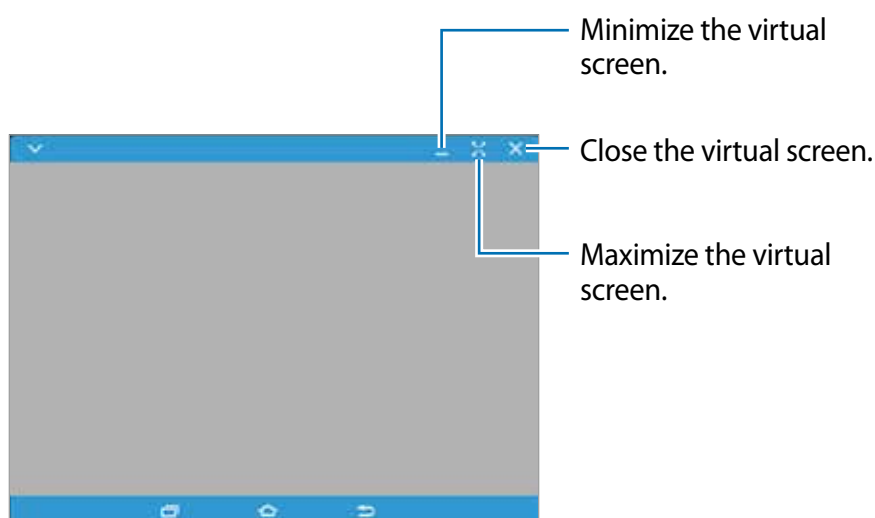 Minimize the virtual
screen.
Close the virtual screen.
Maximize the virtual
screen.